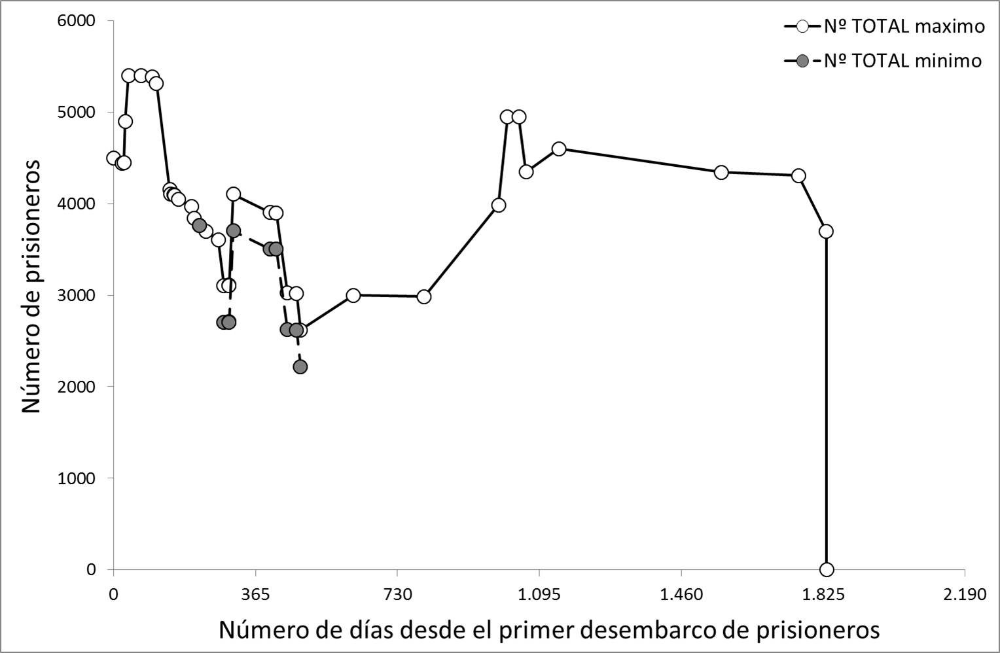 Nº TOTAL maximo
Nº TOTAL minimo
6000
5000
4000
3000
2000
1000
0
Número de prisioneros
0 365 730 1.095 1.460 1.825 2.190
Número de días desde el primer desembarco de prisioneros